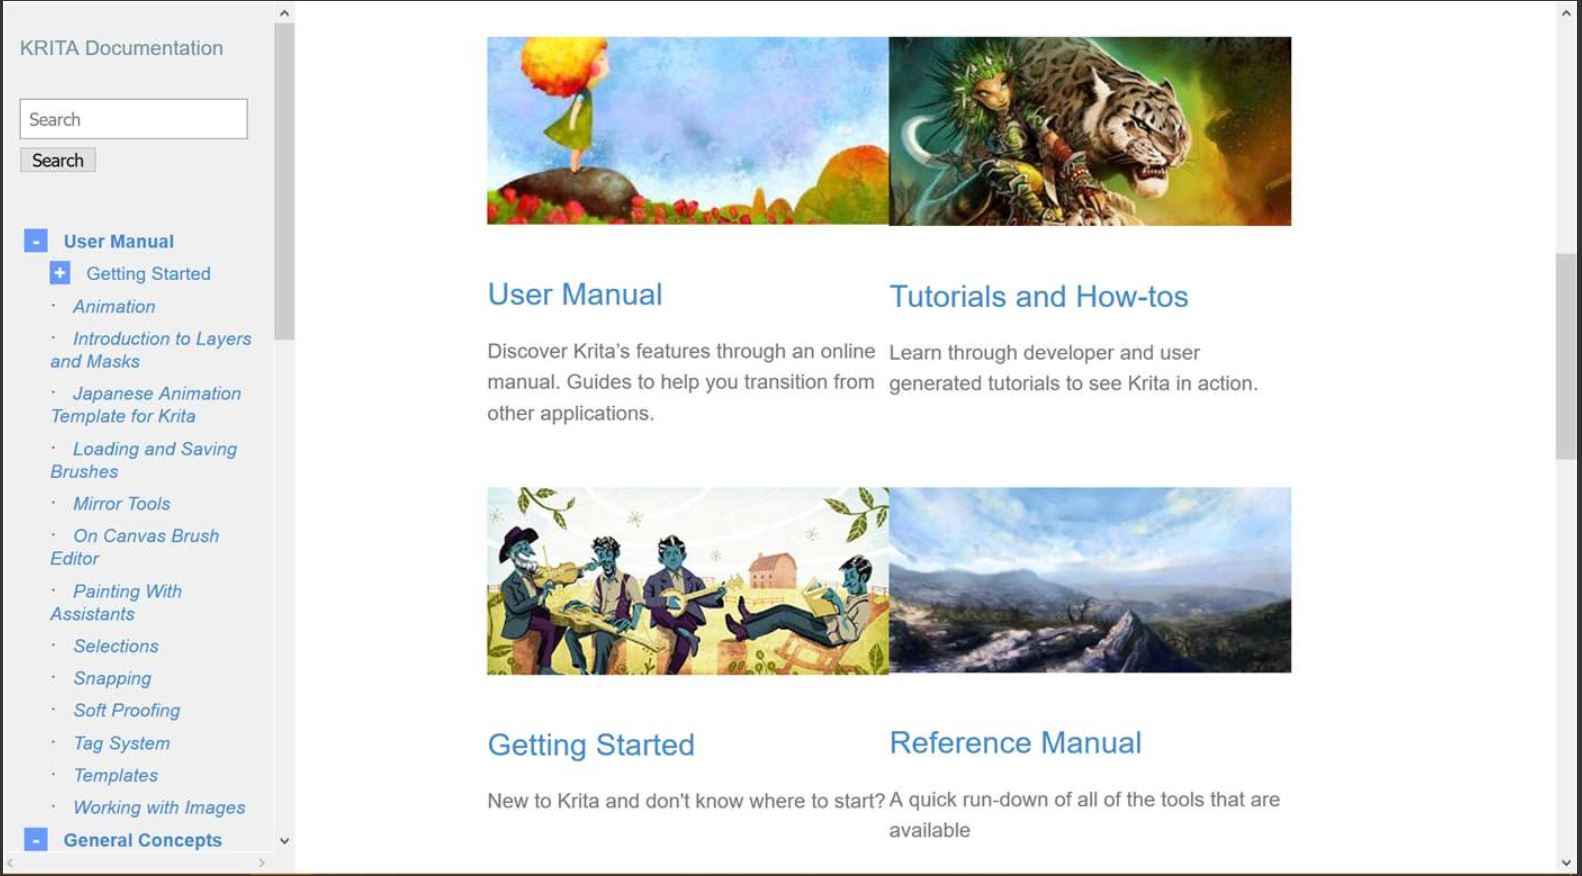 KRITA Documentation
Search
Search
- User Manual
+ Getting Started
· Animation
· Introduction to Layers
and Masks
· Japanese Animation
Template for Krita
· Loading and Saving
Brushes
· Mirror Tools
· On Canvas Brush
Editor
· Painting With
Assistants
· Selections
· Snapping
· Soft Proofing
· Tag System
· Templates
· Working with Images
- General Concepts
User Manual
Discover Krita’s features through an online
manual. Guides to help you transition from
other applications.
Tutorials and How-tos
Learn through developer and user
generated tutorials to see Krita in action.
Getting Started
New to Krita and don't know where to start?
Reference Manual
A quick run-down of all of the tools that are
available